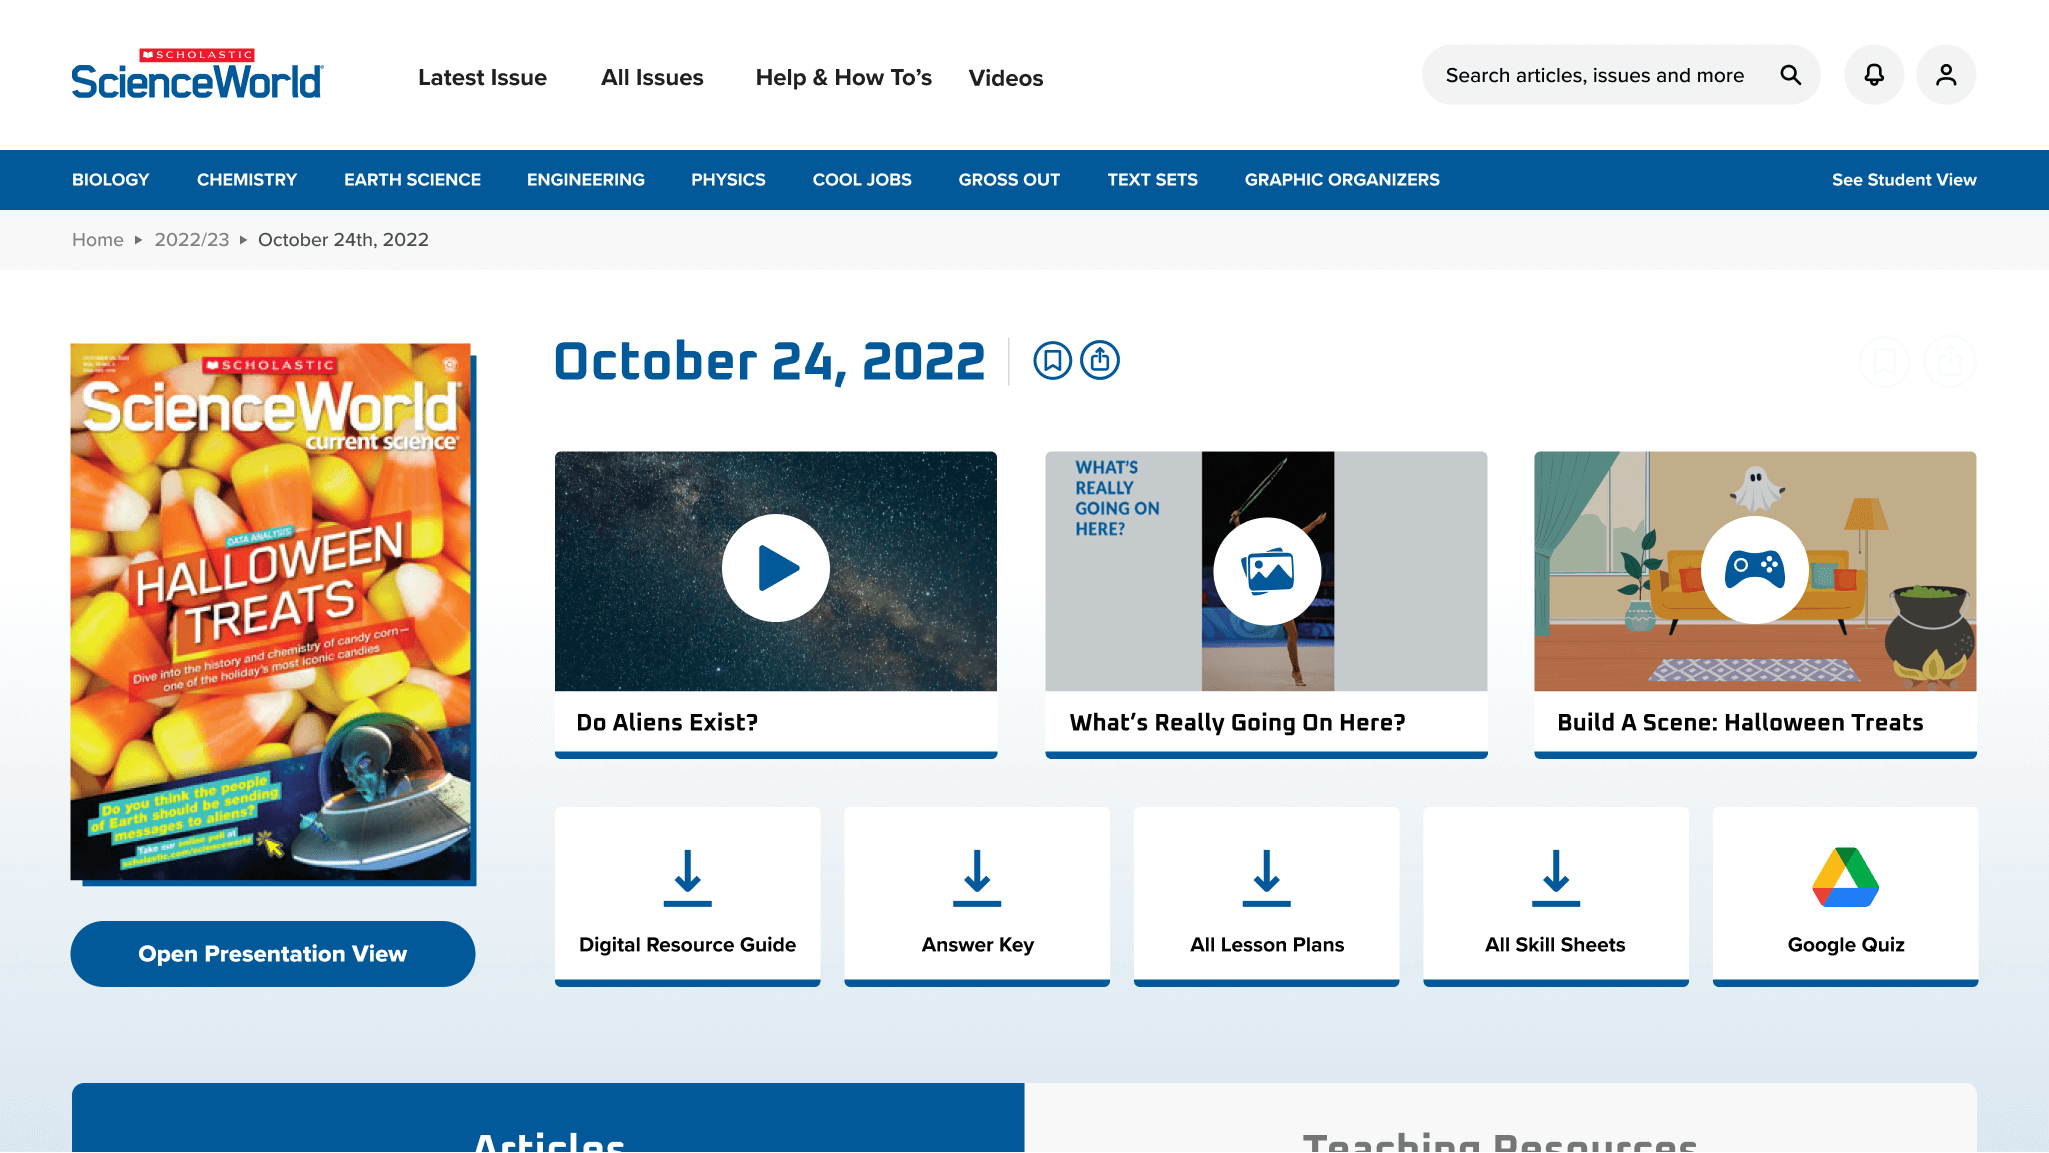 SCHOLASTIC
ScienceWorld
Latest Issue
All Issues
Help & How To’s
Videos
Search articles, issues and more
BIOLOGY
CHEMISTRY
EARTH SCIENCE
ENGINEERING
PHYSICS
COOL JOBS
GROSS OUT
TEXT SETS
GRAPHIC ORGANIZERS
See Student View
Home
2022/23
October 24th, 2022
SCHOLASTIC
ScienceWorld
current science
DATA ANALYSIS
HALLOWEEN
TREATS
Dive into the history and chemistry of candy corn—
one of the holiday’s most iconic candies
Do you think the people
of Earth should be sending
messages to aliens?
Take our online poll at
scholastic.com/scienceworld
Open Presentation View
October 24, 2022
WHAT’S
REALLY
GOING ON
HERE?
Do Aliens Exist?
What’s Really Going On Here?
Build A Scene: Halloween Treats
Digital Resource Guide
Answer Key
All Lesson Plans
All Skill Sheets
Google Quiz
Articles
Teaching Resources